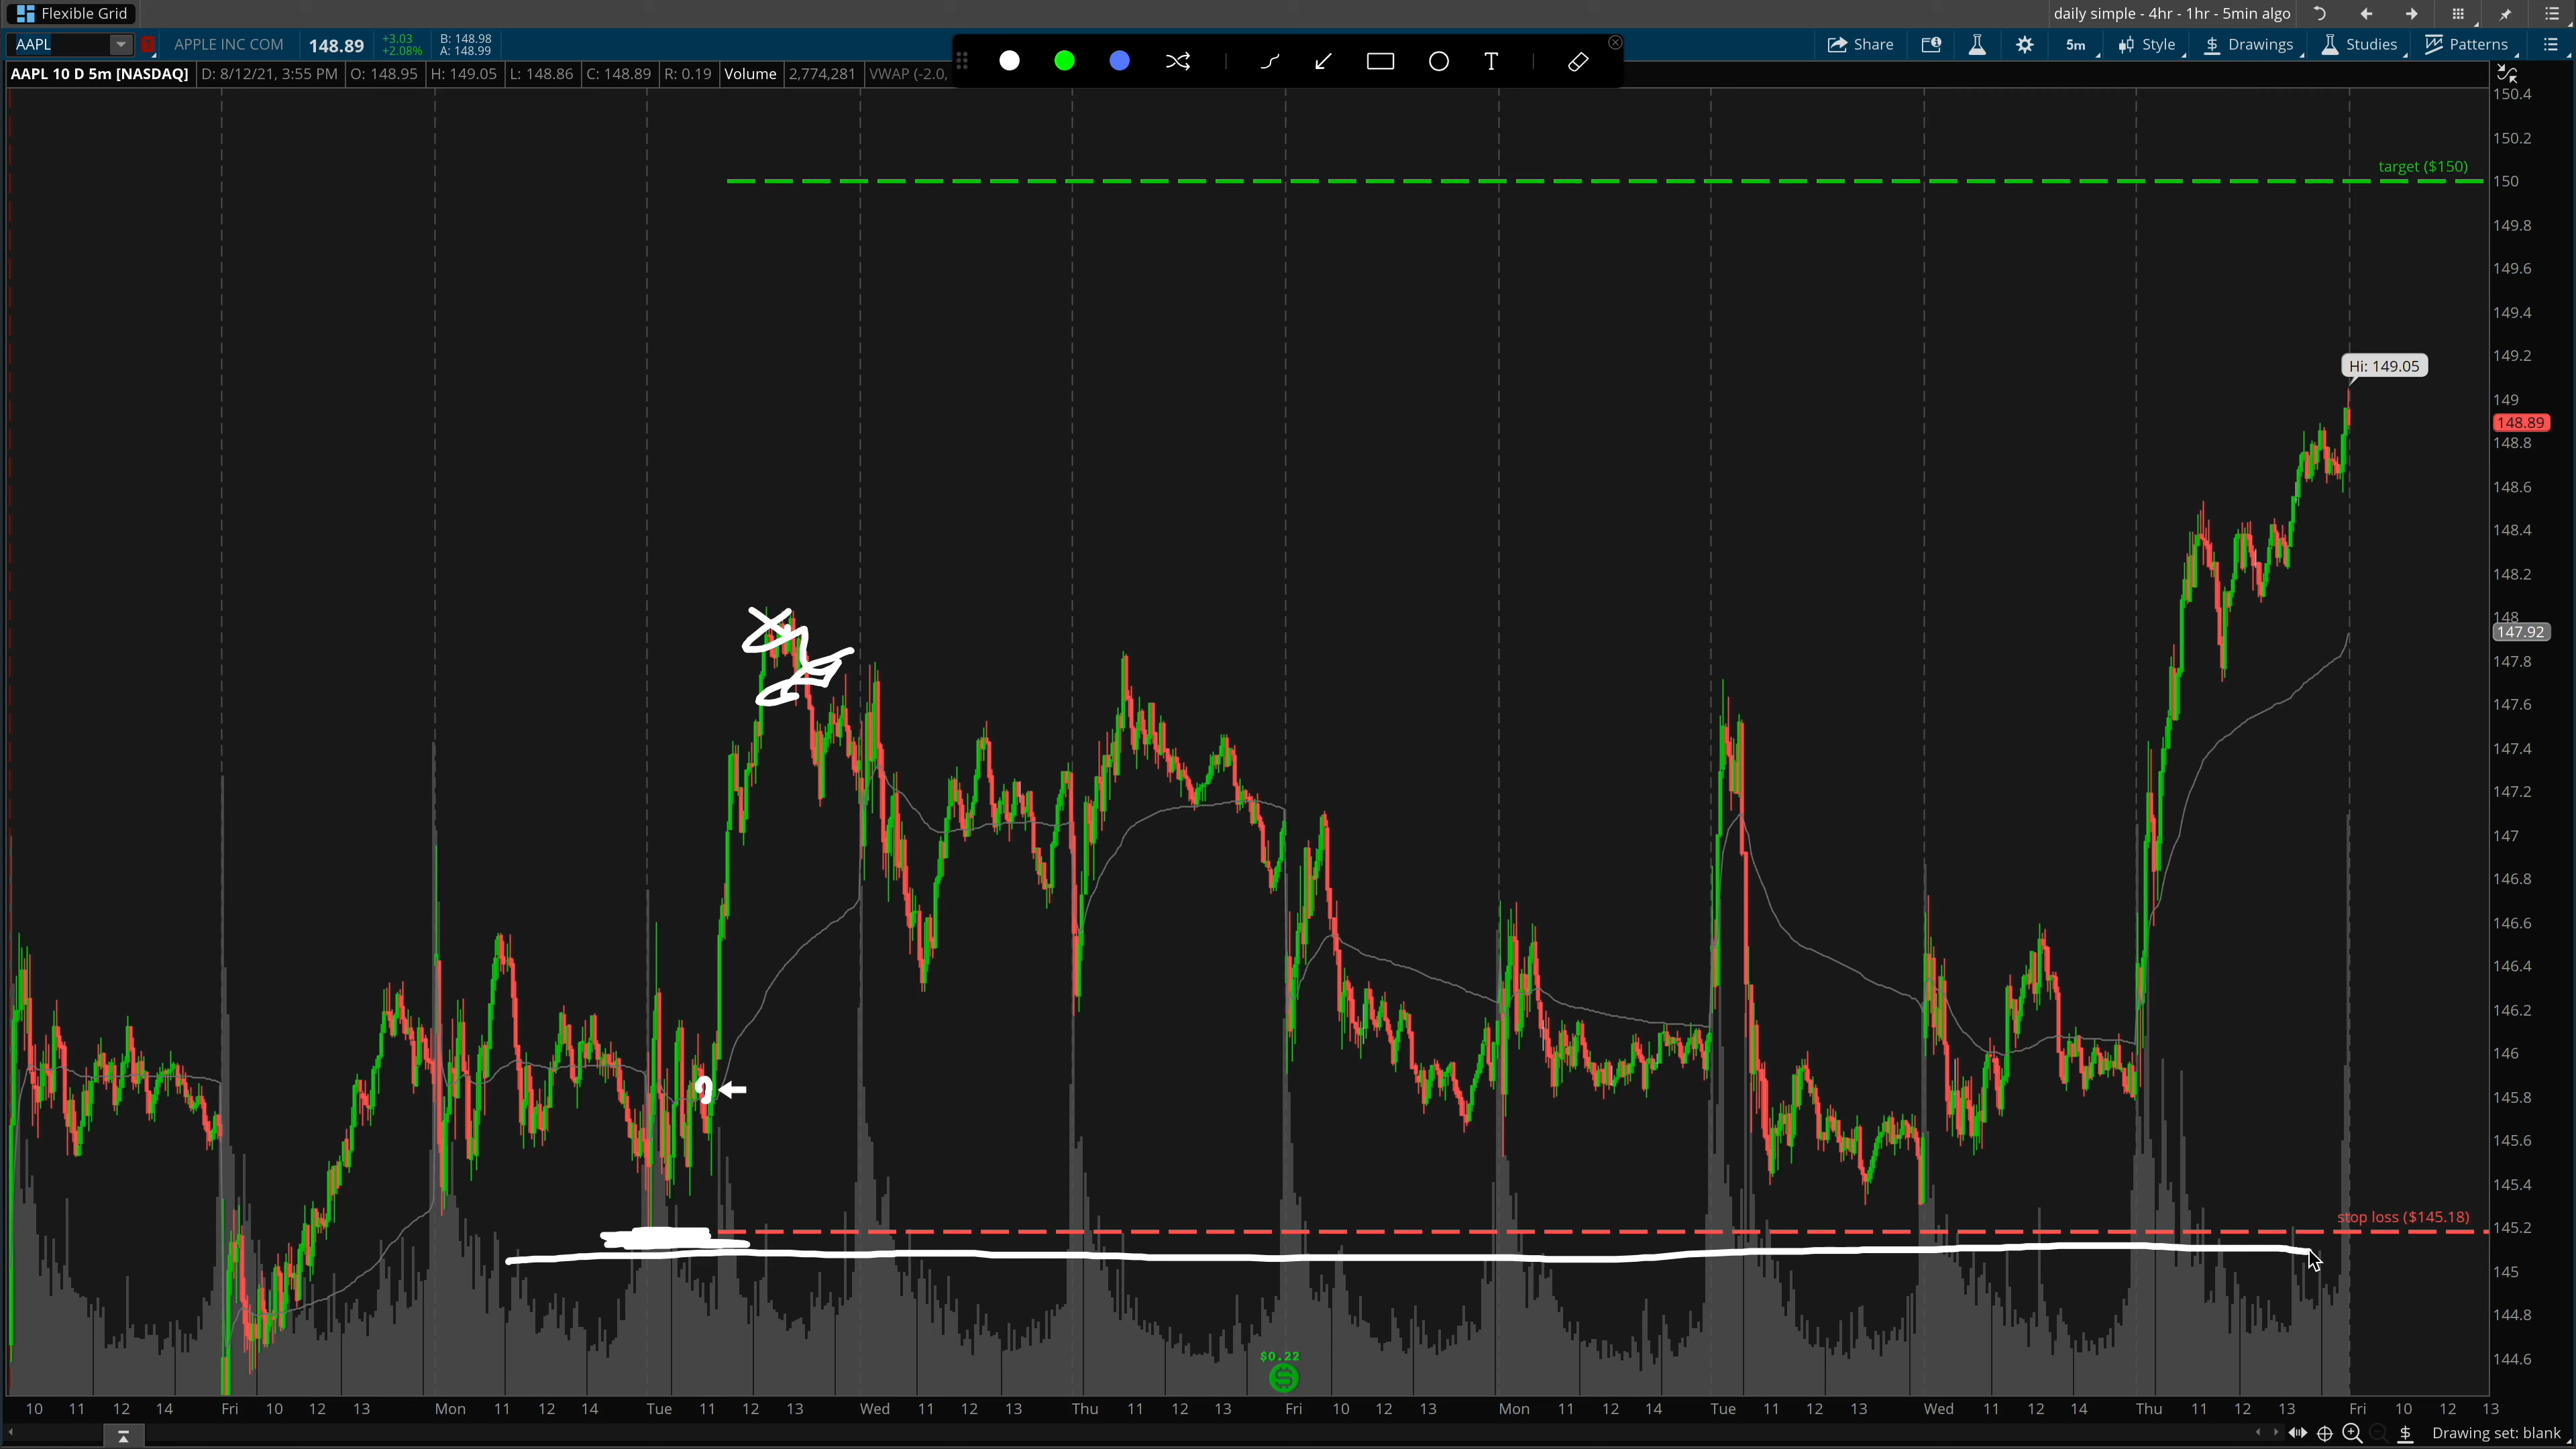 Flexible Grid
daily simple - 4hr - 1hr - 5min algo
AAPL
1
APPLE INC COM
148.89
+3.03
+2.08%
B: 148.98
A: 148.99
Share
5m
Style
$ Drawings
Studies
Patterns
AAPL 10 D 5m [NASDAQ]
D: 8/12/21, 3:55 PM
O: 148.95
H: 149.05
L: 148.86
C: 148.89
R: 0.19
Volume
2,774,281
VWAP (-2.0,
T
150.4
150.2
target ($150)
150
149.8
149.6
149.4
149.2
Hi: 149.05
149
148.89
148.8
148.6
148.4
148.2
148
147.92
147.8
147.6
147.4
147.2
147
146.8
146.6
146.4
146.2
146
145.8
145.6
145.4
stop loss ($145.18)
145.2
145
144.8
144.6
$0.22
$
10 11 12 14 Fri 10 12 13 Mon 11 12 14 Tue 11 12 13 Wed 11 12 13 Thu 11 12 13 Fri 10 12 13 Mon 11 12 14 Tue 11 12 13 Wed 11 12 14 Thu 11 12 13 Fri 10 12 13
$ Drawing set: blank